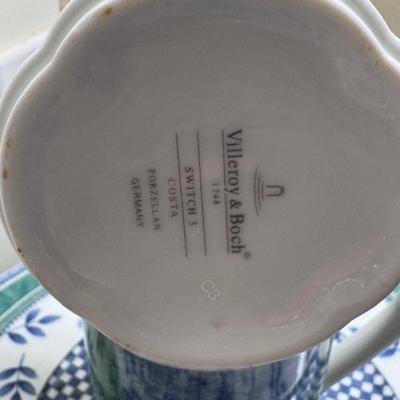 Villeroy & Boch®
1748
SWITCH 3
COSTA
PORZELLAN
GERMANY
C3